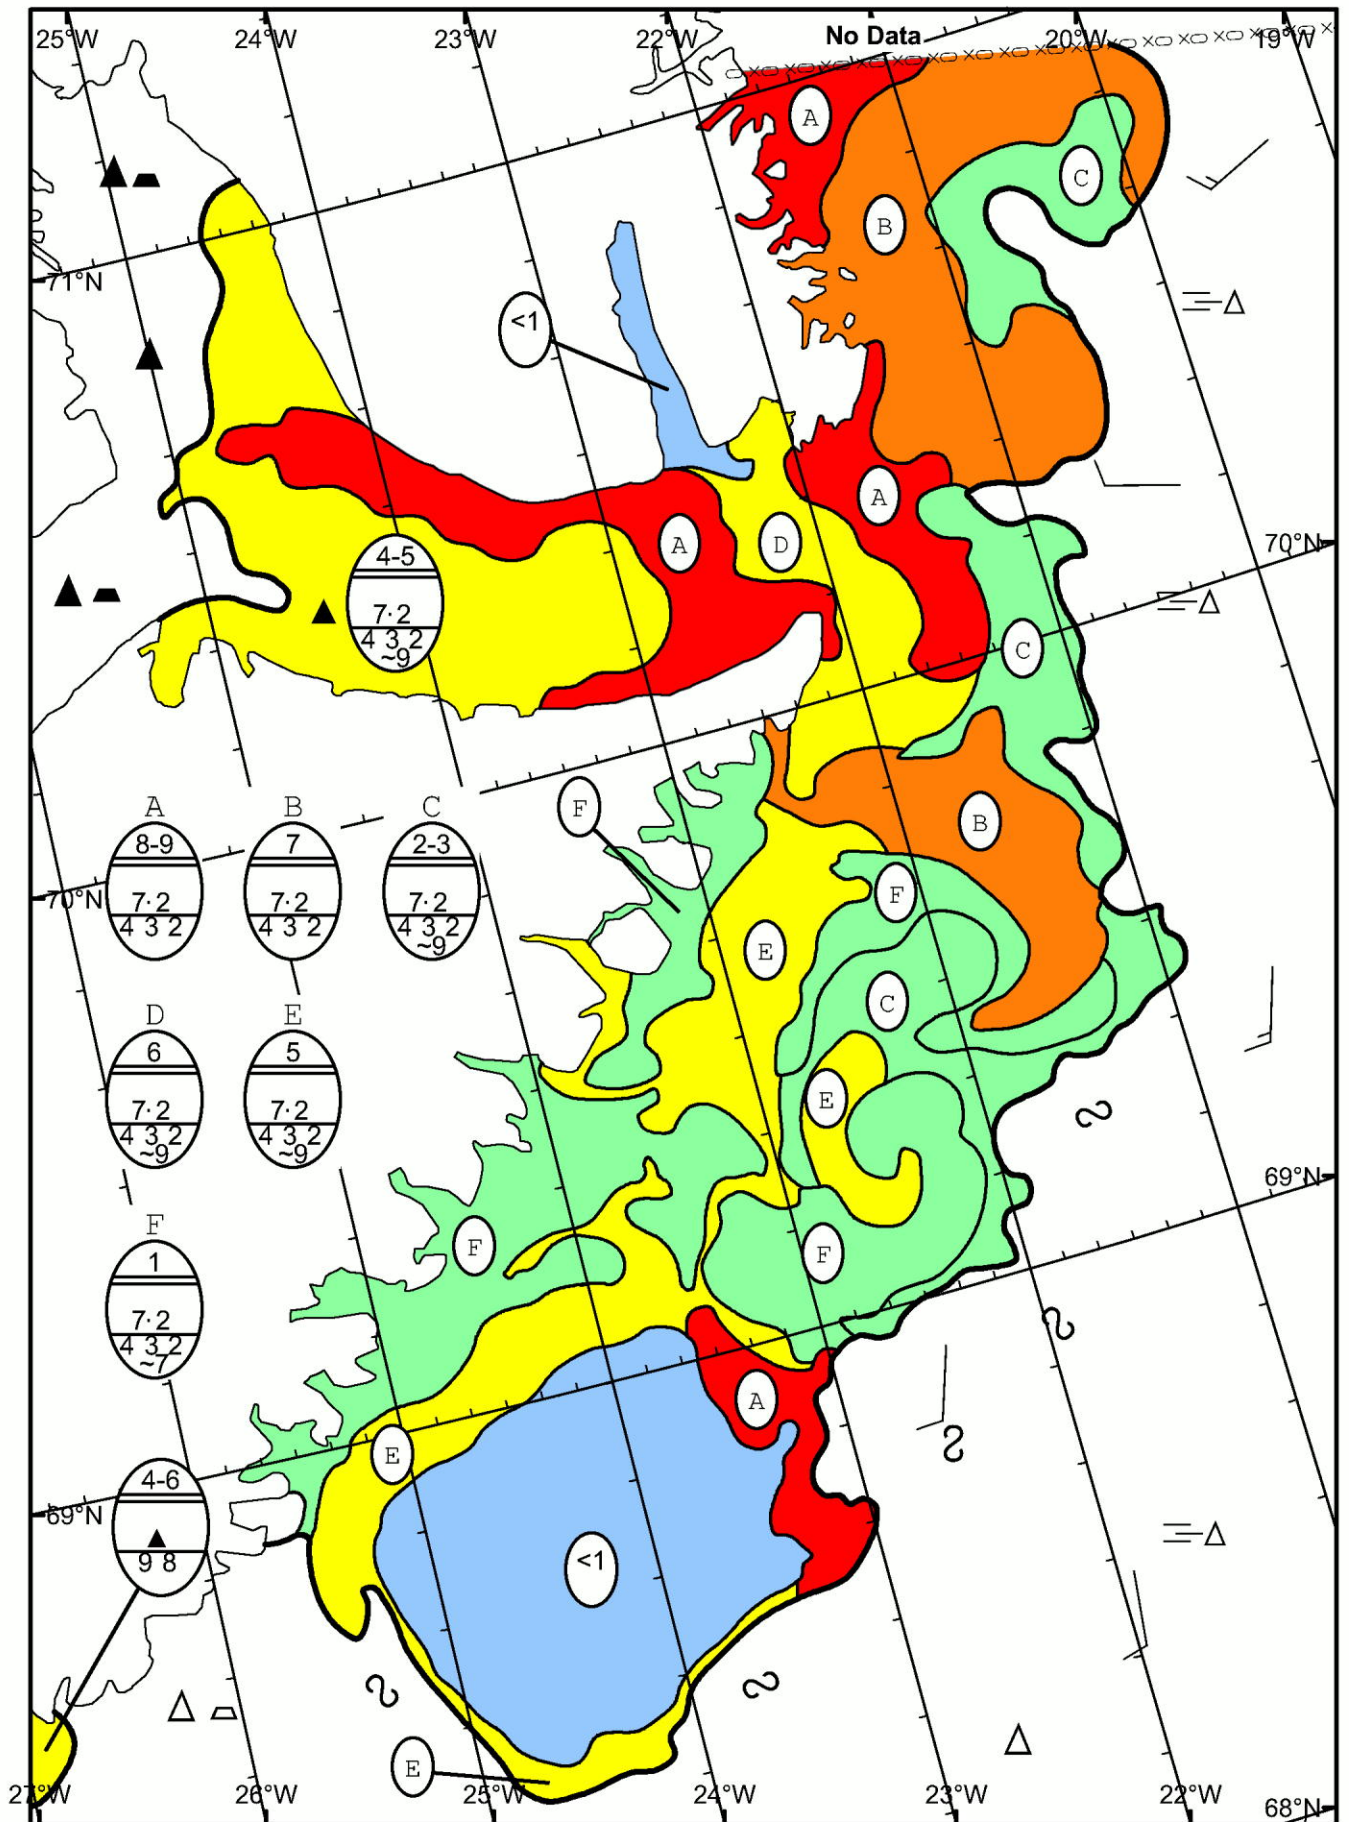 25°W 24°W 23°W 22°W No Data 20°W 19°W
A
C
B
71°N
<1
A
70°N
A D
4-5
7·2
4 3 2
~9
C
F
B
A B C
8-9 7 2-3
7·2 7·2 7·2
4 3 2 4 3 2 4 3 2
~9
70°N
F
E
C
D E
6 5
7·2 7·2
4 3 2 4 3 2
~9 ~9
E
69°N
F
1
7·2
4 3 2
~7
F
F
A
E
4-6
9 8
69°N
<1
E
27°W 26°W 25°W 24°W 23°W 22°W 68°N